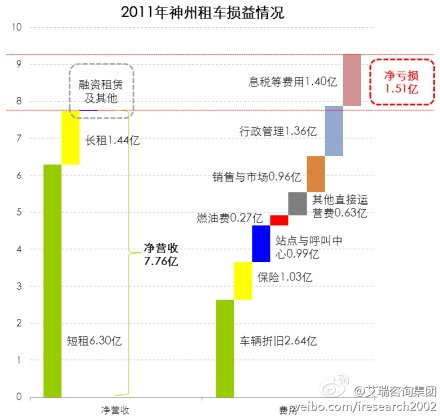 2011年神州租车损益情况
10
9
8
7
6
5
4
3
2
1
0
融资租赁
及其他
长租1.44亿
短租6.30亿
净营收
7.76亿
息税等费用1.40亿
净亏损
1.51亿
行政管理1.36亿
销售与市场0.96亿
其他直接运
营费0.63亿
燃油费0.27亿
站点与呼叫中
心0.99亿
保险1.03亿
车辆折旧2.64亿
净营收
费用
@艾瑞咨询集团
weibo.com/iresearch2002